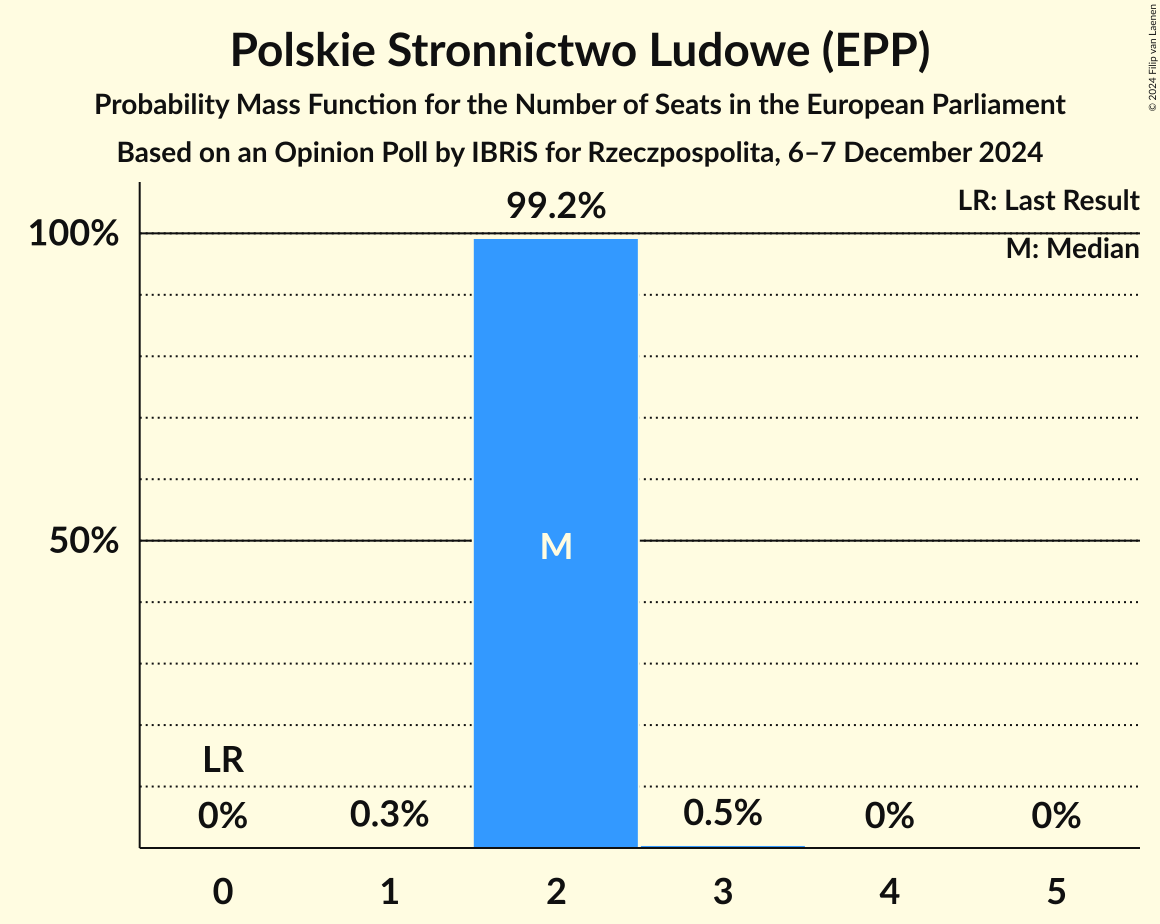 Polskie Stronnictwo Ludowe (EPP)
Probability Mass Function for the Number of Seats in the European Parliament
Based on an Opinion Poll by IBRiS for Rzeczpospolita, 6–7 December 2024
© 2024 Filip van Laenen
LR: Last Result
M: Median
99.2%
100%
50%
M
LR
0%
0.3%
0.5%
0%
0%
0
1
2
3
4
5